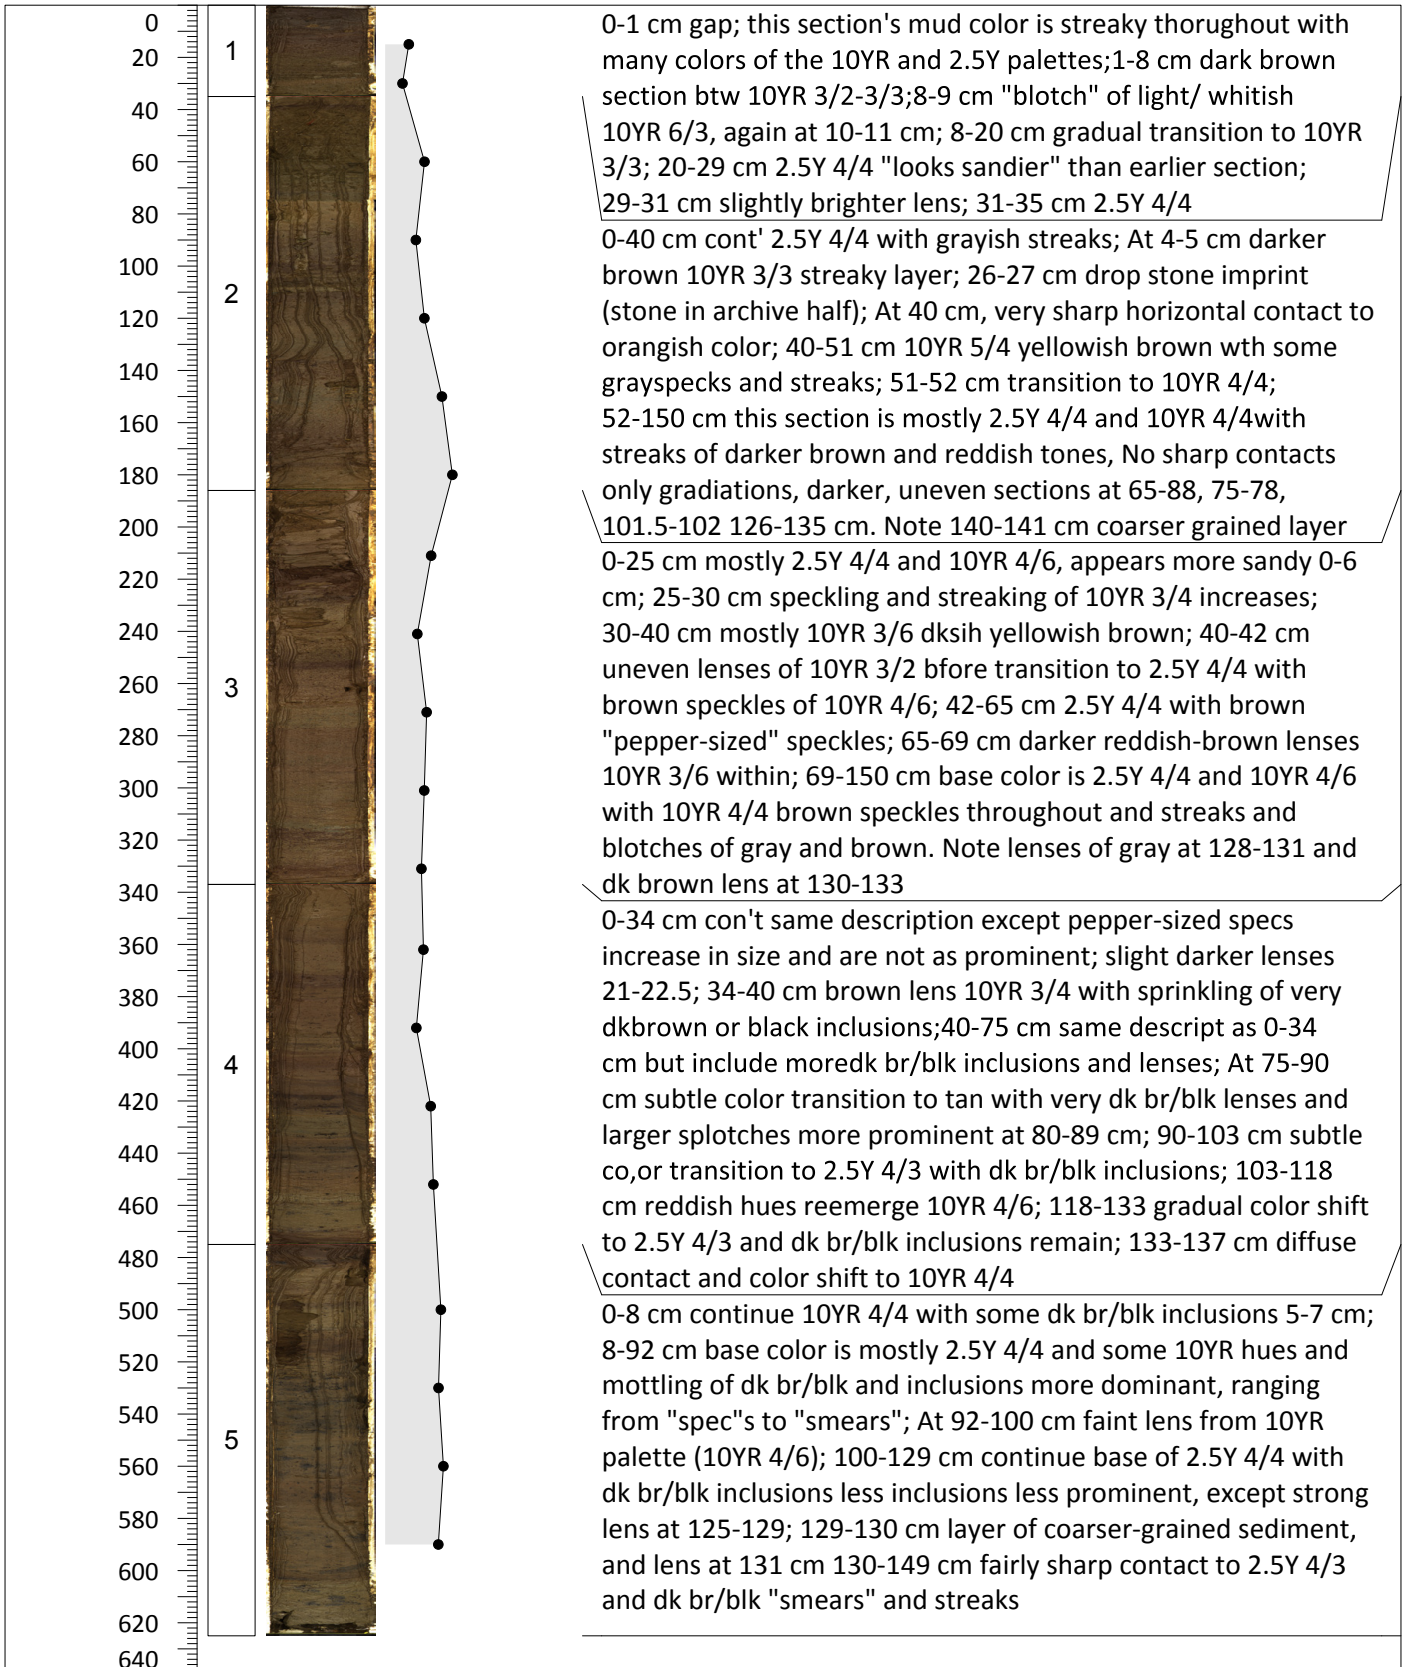 0
20
40
60
80
100
120
140
160
180
200
220
240
260
280
300
320
340
360
380
400
420
440
460
480
500
520
540
560
580
600
620
640
1
2
3
4
5
0-1 cm gap; this section's mud color is streaky thorughout with
many colors of the 10YR and 2.5Y palettes;1-8 cm dark brown
section btw 10YR 3/2-3/3;8-9 cm "blotch" of light/ whitish
10YR 6/3, again at 10-11 cm; 8-20 cm gradual transition to 10YR
3/3; 20-29 cm 2.5Y 4/4 "looks sandier" than earlier section;
29-31 cm slightly brighter lens; 31-35 cm 2.5Y 4/4
0-40 cm cont' 2.5Y 4/4 with grayish streaks; At 4-5 cm darker
brown 10YR 3/3 streaky layer; 26-27 cm drop stone imprint
(stone in archive half); At 40 cm, very sharp horizontal contact to
orangish color; 40-51 cm 10YR 5/4 yellowish brown wth some
grayspecks and streaks; 51-52 cm transition to 10YR 4/4;
52-150 cm this section is mostly 2.5Y 4/4 and 10YR 4/4with
streaks of darker brown and reddish tones, No sharp contacts
only gradiations, darker, uneven sections at 65-88, 75-78,
101.5-102 126-135 cm. Note 140-141 cm coarser grained layer
0-25 cm mostly 2.5Y 4/4 and 10YR 4/6, appears more sandy 0-6
cm; 25-30 cm speckling and streaking of 10YR 3/4 increases;
30-40 cm mostly 10YR 3/6 dksih yellowish brown; 40-42 cm
uneven lenses of 10YR 3/2 bfore transition to 2.5Y 4/4 with
brown speckles of 10YR 4/6; 42-65 cm 2.5Y 4/4 with brown
"pepper-sized" speckles; 65-69 cm darker reddish-brown lenses
10YR 3/6 within; 69-150 cm base color is 2.5Y 4/4 and 10YR 4/6
with 10YR 4/4 brown speckles throughout and streaks and
blotches of gray and brown. Note lenses of gray at 128-131 and
dk brown lens at 130-133
0-34 cm con't same description except pepper-sized specs
increase in size and are not as prominent; slight darker lenses
21-22.5; 34-40 cm brown lens 10YR 3/4 with sprinkling of very
dkbrown or black inclusions;40-75 cm same descript as 0-34
cm but include moredk br/blk inclusions and lenses; At 75-90
cm subtle color transition to tan with very dk br/blk lenses and
larger splotches more prominent at 80-89 cm; 90-103 cm subtle
co,or transition to 2.5Y 4/3 with dk br/blk inclusions; 103-118
cm reddish hues reemerge 10YR 4/6; 118-133 gradual color shift
to 2.5Y 4/3 and dk br/blk inclusions remain; 133-137 cm diffuse
contact and color shift to 10YR 4/4
0-8 cm continue 10YR 4/4 with some dk br/blk inclusions 5-7 cm;
8-92 cm base color is mostly 2.5Y 4/4 and some 10YR hues and
mottling of dk br/blk and inclusions more dominant, ranging
from "spec"s to "smears"; At 92-100 cm faint lens from 10YR
palette (10YR 4/6); 100-129 cm continue base of 2.5Y 4/4 with
dk br/blk inclusions less inclusions less prominent, except strong
lens at 125-129; 129-130 cm layer of coarser-grained sediment,
and lens at 131 cm 130-149 cm fairly sharp contact to 2.5Y 4/3
and dk br/blk "smears" and streaks